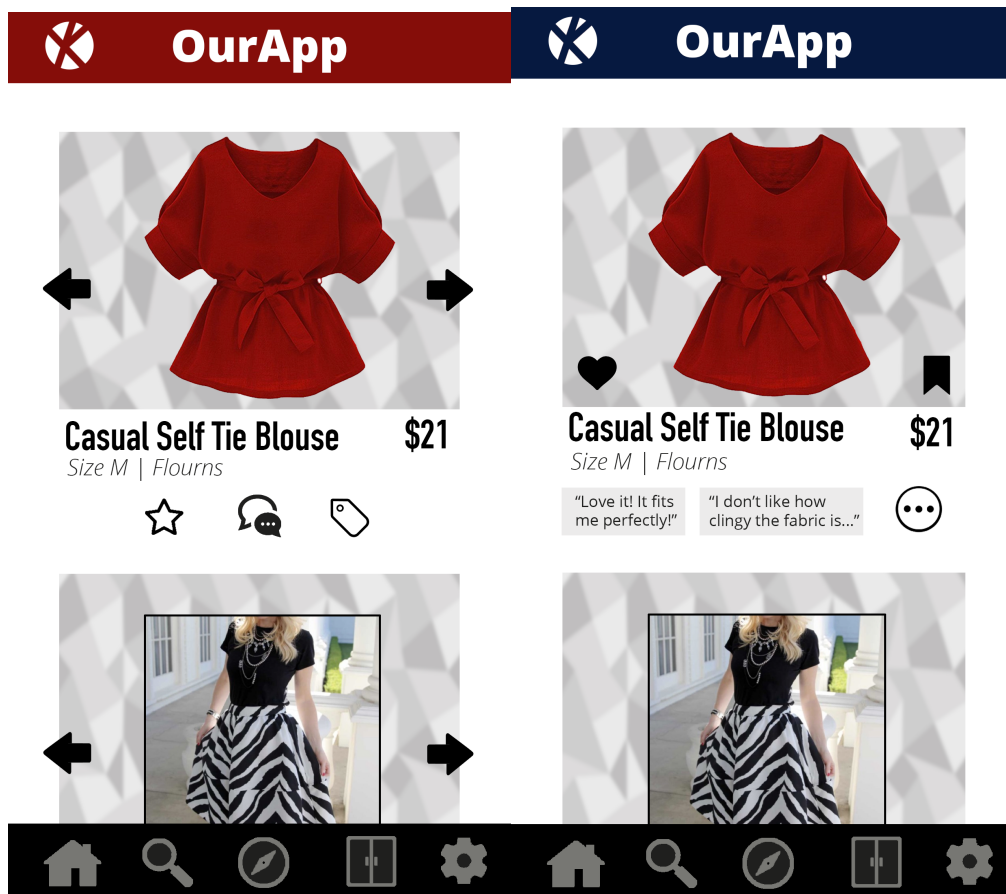 OurApp
Casual Self Tie Blouse
$21
Size M | Flourns
OurApp
Casual Self Tie Blouse
$21
Size M | Flourns
“Love it! It fits
me perfectly!”
“I don’t like how
clingy the fabric is...”